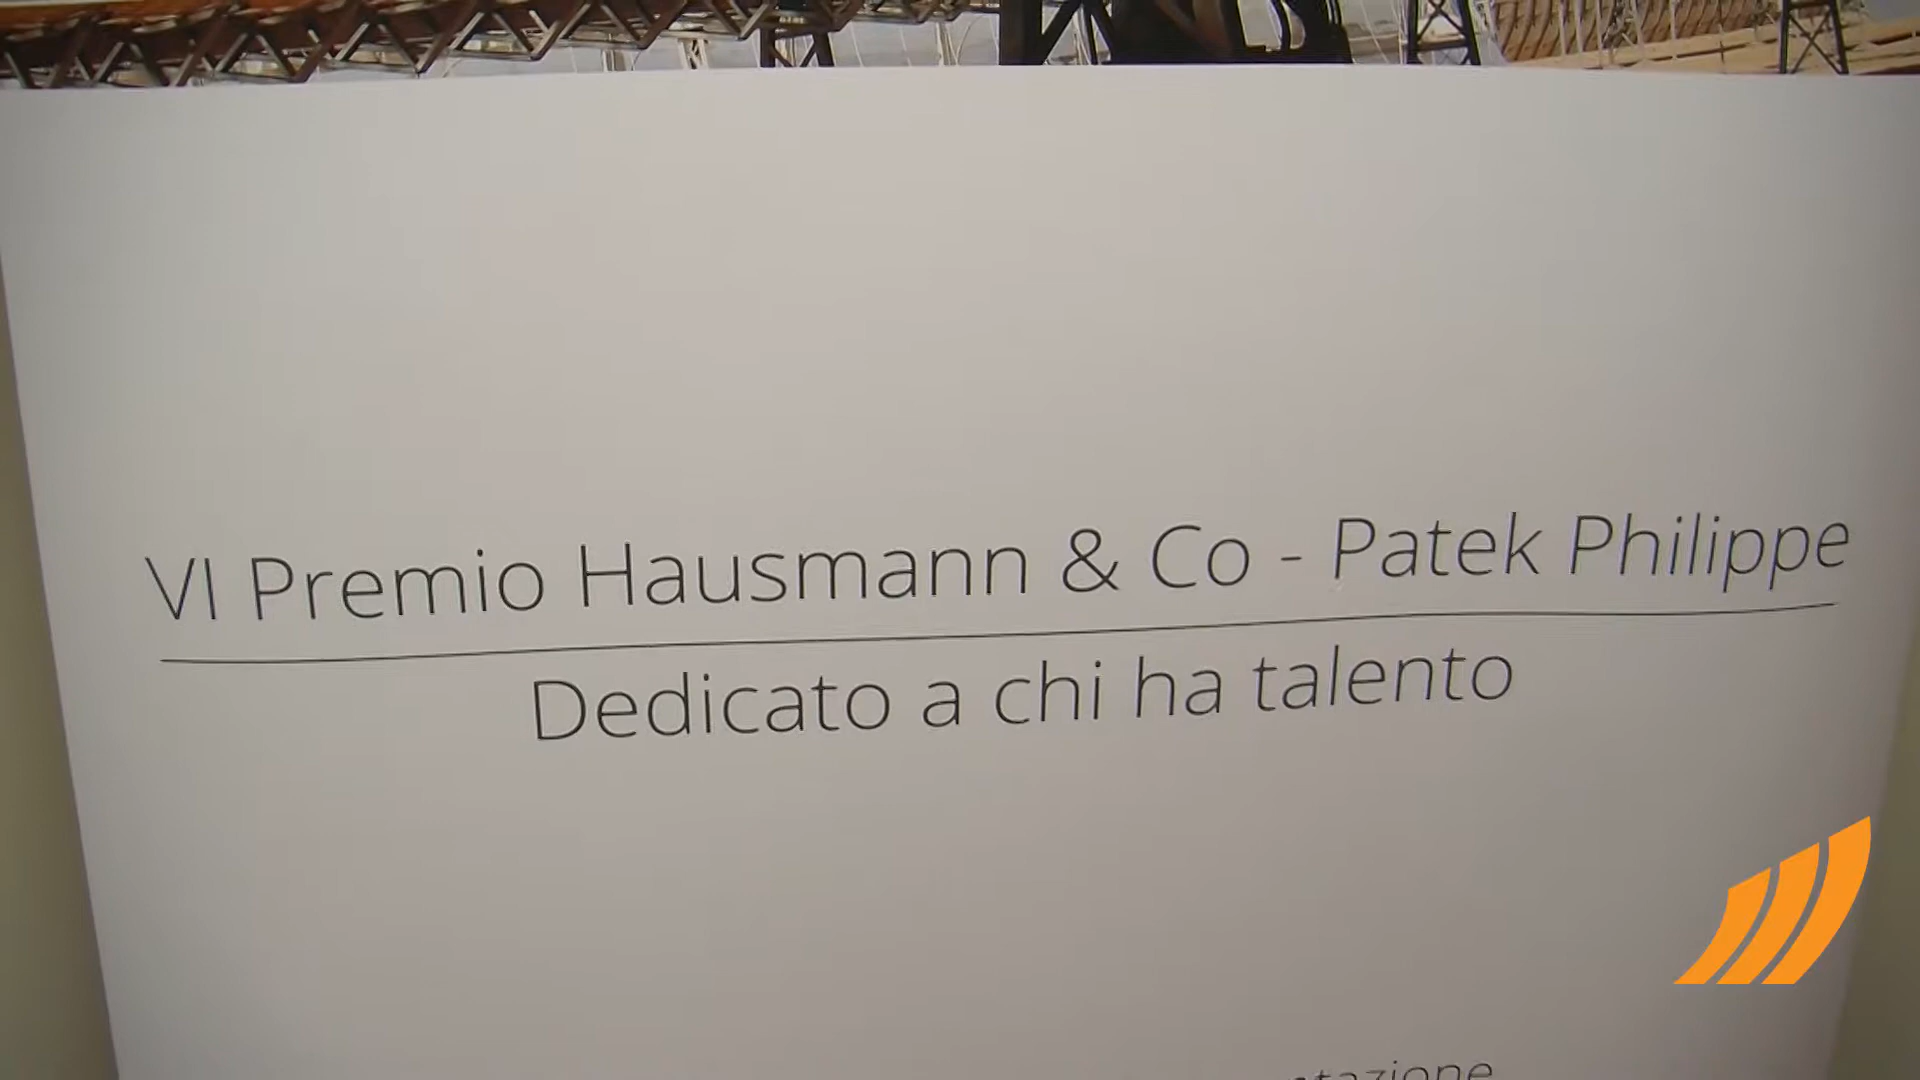 VI Premio Hausmann & Co - Patek Philippe
Dedicato a chi ha talento